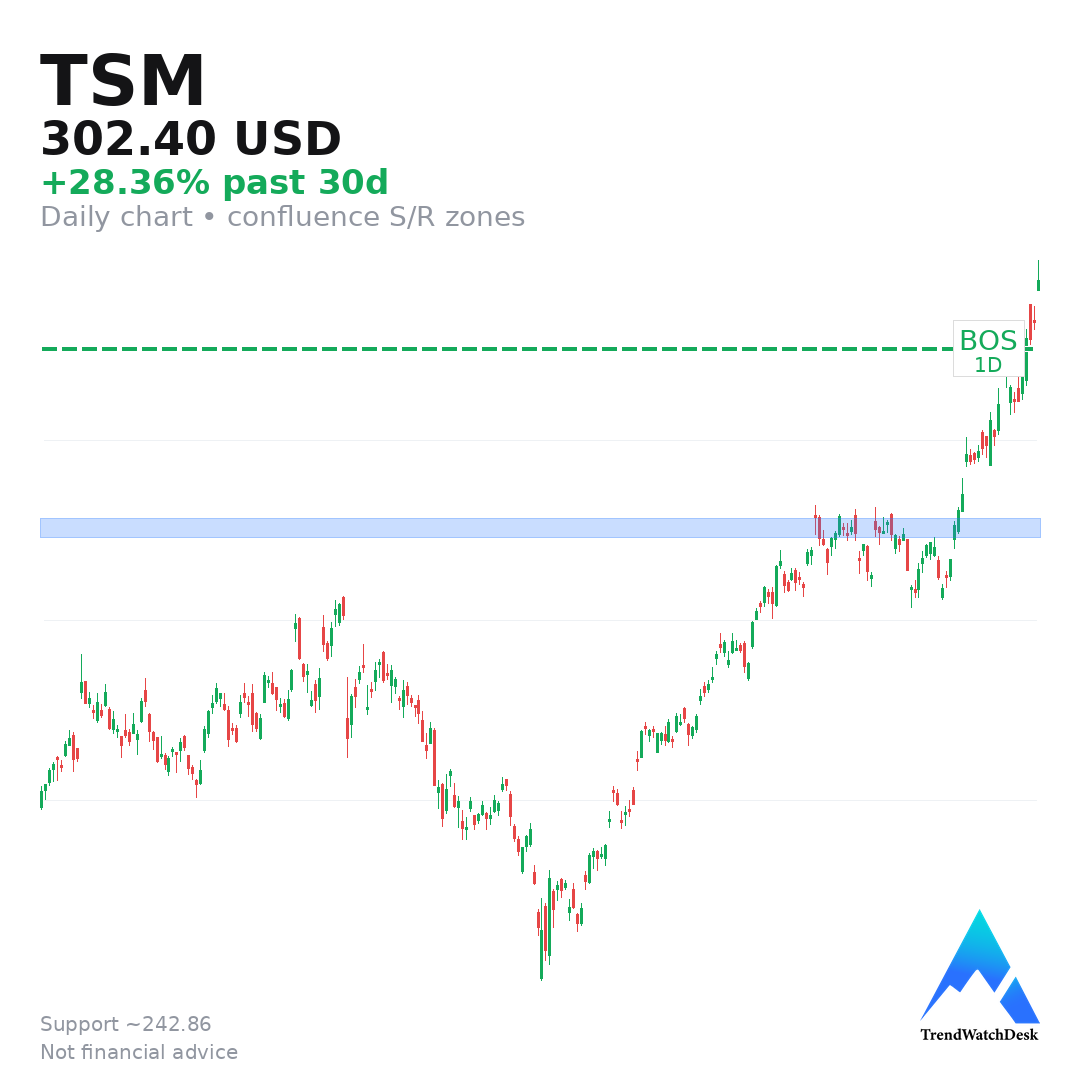 TSM
302.40 USD
+28.36% past 30d
Daily chart • confluence S/R zones
BOS
1D
Support ~242.86
Not financial advice
TrendWatchDesk